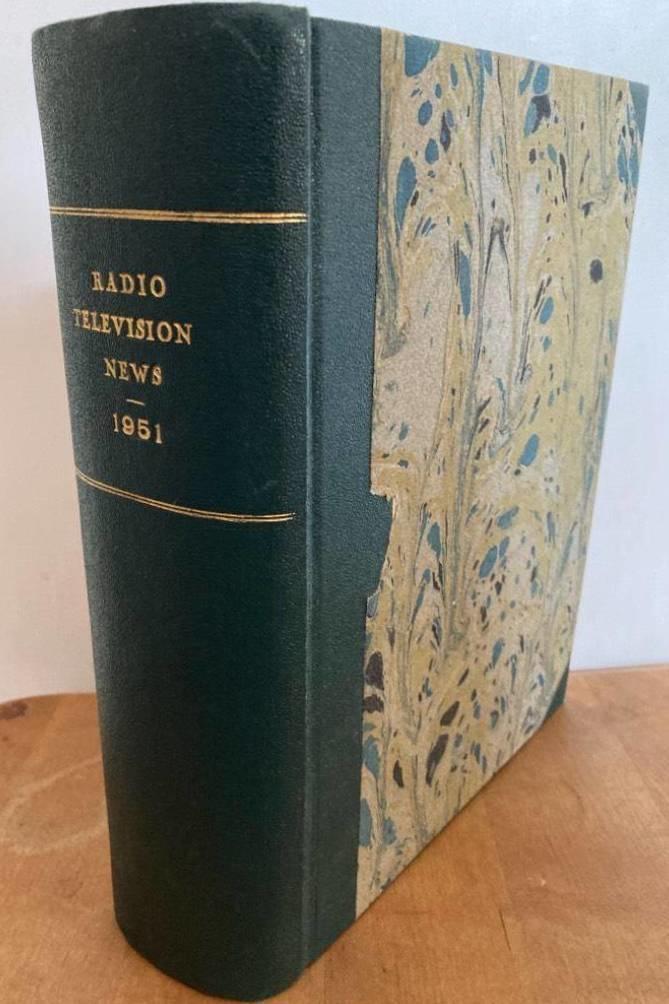 RADIO
TELEVISION
NEWS
—
1951